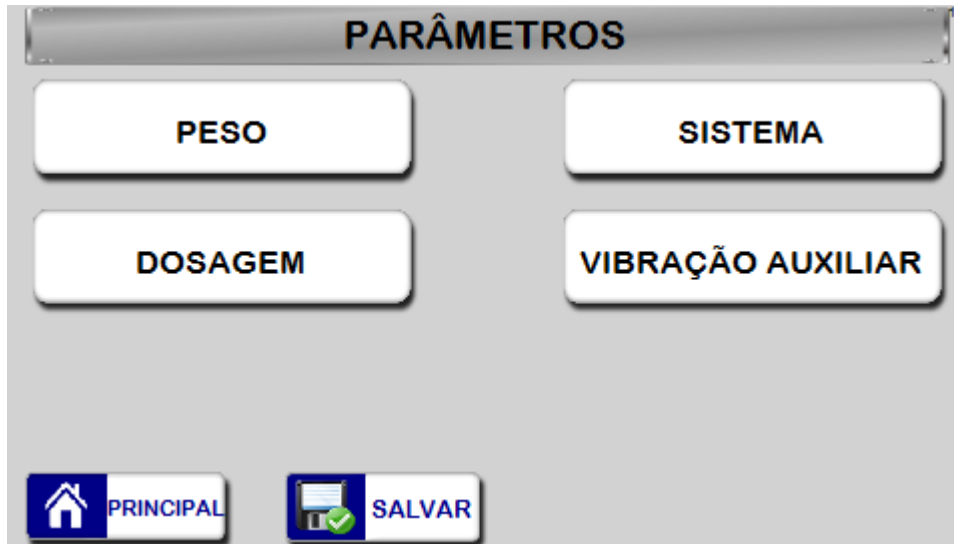 PARÂMETROS
PESO
SISTEMA
DOSAGEM
VIBRAÇÃO AUXILIAR
PRINCIPAL
SALVAR